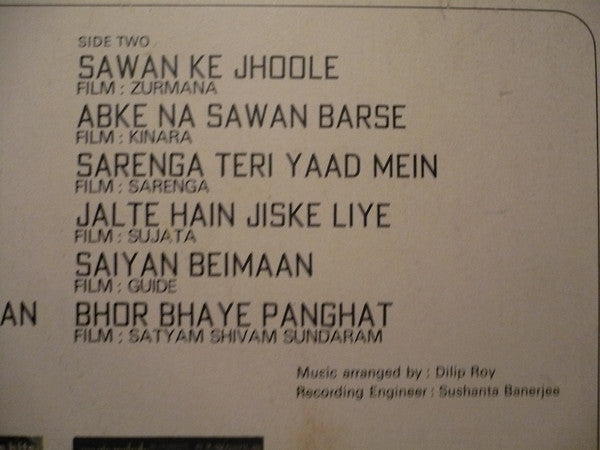 SIDE TWO
SAWAN KE JHOOLE
FILM : ZURMANA
ABKE NA SAWAN BARSE
FILM : KINARA
SARENGA TERI YAAD MEIN
FILM : SARENGA
JALTE HAIN JISKE LIYE
FILM : SUJATA
SAIYAN BEIMAAN
FILM : GUIDE
AN BHOR BHAYE PANGHAT
FILM : SATYAM SHIVAM SUNDARAM
Music arranged by : Dilip Roy
Recording Engineer : Sushanta Banerjee